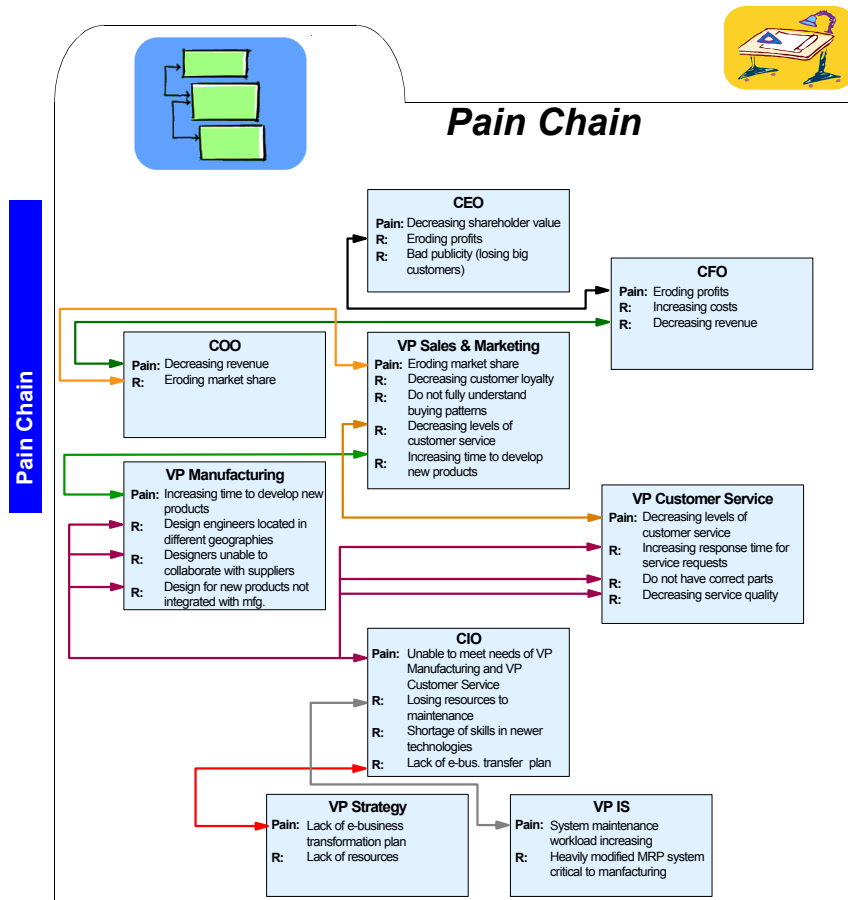 Pain Chain
Pain Chain
CEO
Pain: Decreasing shareholder value
R: Eroding profits
R: Bad publicity (losing big
customers)
CFO
Pain: Eroding profits
R: Increasing costs
R: Decreasing revenue
COO
Pain: Decreasing revenue
R: Eroding market share
VP Sales & Marketing
Pain: Eroding market share
R: Decreasing customer loyalty
R: Do not fully understand
buying patterns
R: Decreasing levels of
customer service
R: Increasing time to develop
new products
VP Manufacturing
Pain: Increasing time to develop new
products
R: Design engineers located in
different geographies
R: Designers unable to
collaborate with suppliers
R: Design for new products not
integrated with mfg.
VP Customer Service
Pain: Decreasing levels of
customer service
R: Increasing response time for
service requests
R: Do not have correct parts
R: Decreasing service quality
CIO
Pain: Unable to meet needs of VP
Manufacturing and VP
Customer Service
R: Losing resources to
maintenance
R: Shortage of skills in newer
technologies
R: Lack of e-bus. transfer plan
VP Strategy
Pain: Lack of e-business
transformation plan
R: Lack of resources
VP IS
Pain: System maintenance
workload increasing
R: Heavily modified MRP system
critical to manfacturing